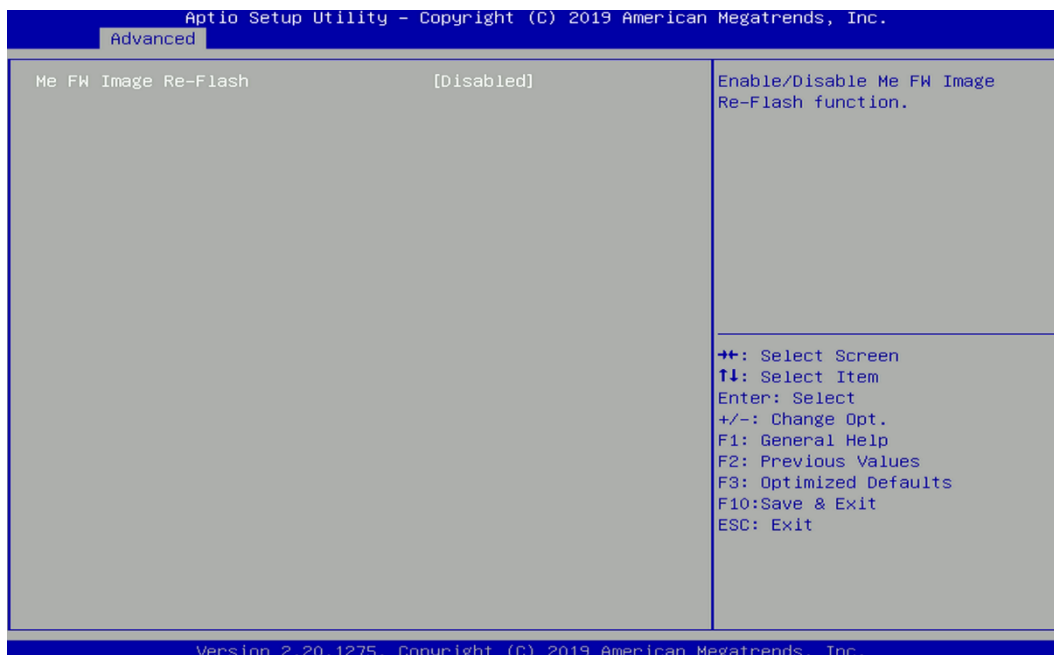 Aptio Setup Utility – Copyright (C) 2019 American Megatrends, Inc.
Advanced
Me FW Image Re-Flash [Disabled]
Enable/Disable Me FW Image
Re-Flash function.
→←: Select Screen
↑↓: Select Item
Enter: Select
+/-: Change Opt.
F1: General Help
F2: Previous Values
F3: Optimized Defaults
F10:Save & Exit
ESC: Exit
Version 2.20.1275. Copyright (C) 2019 American Megatrends, Inc.